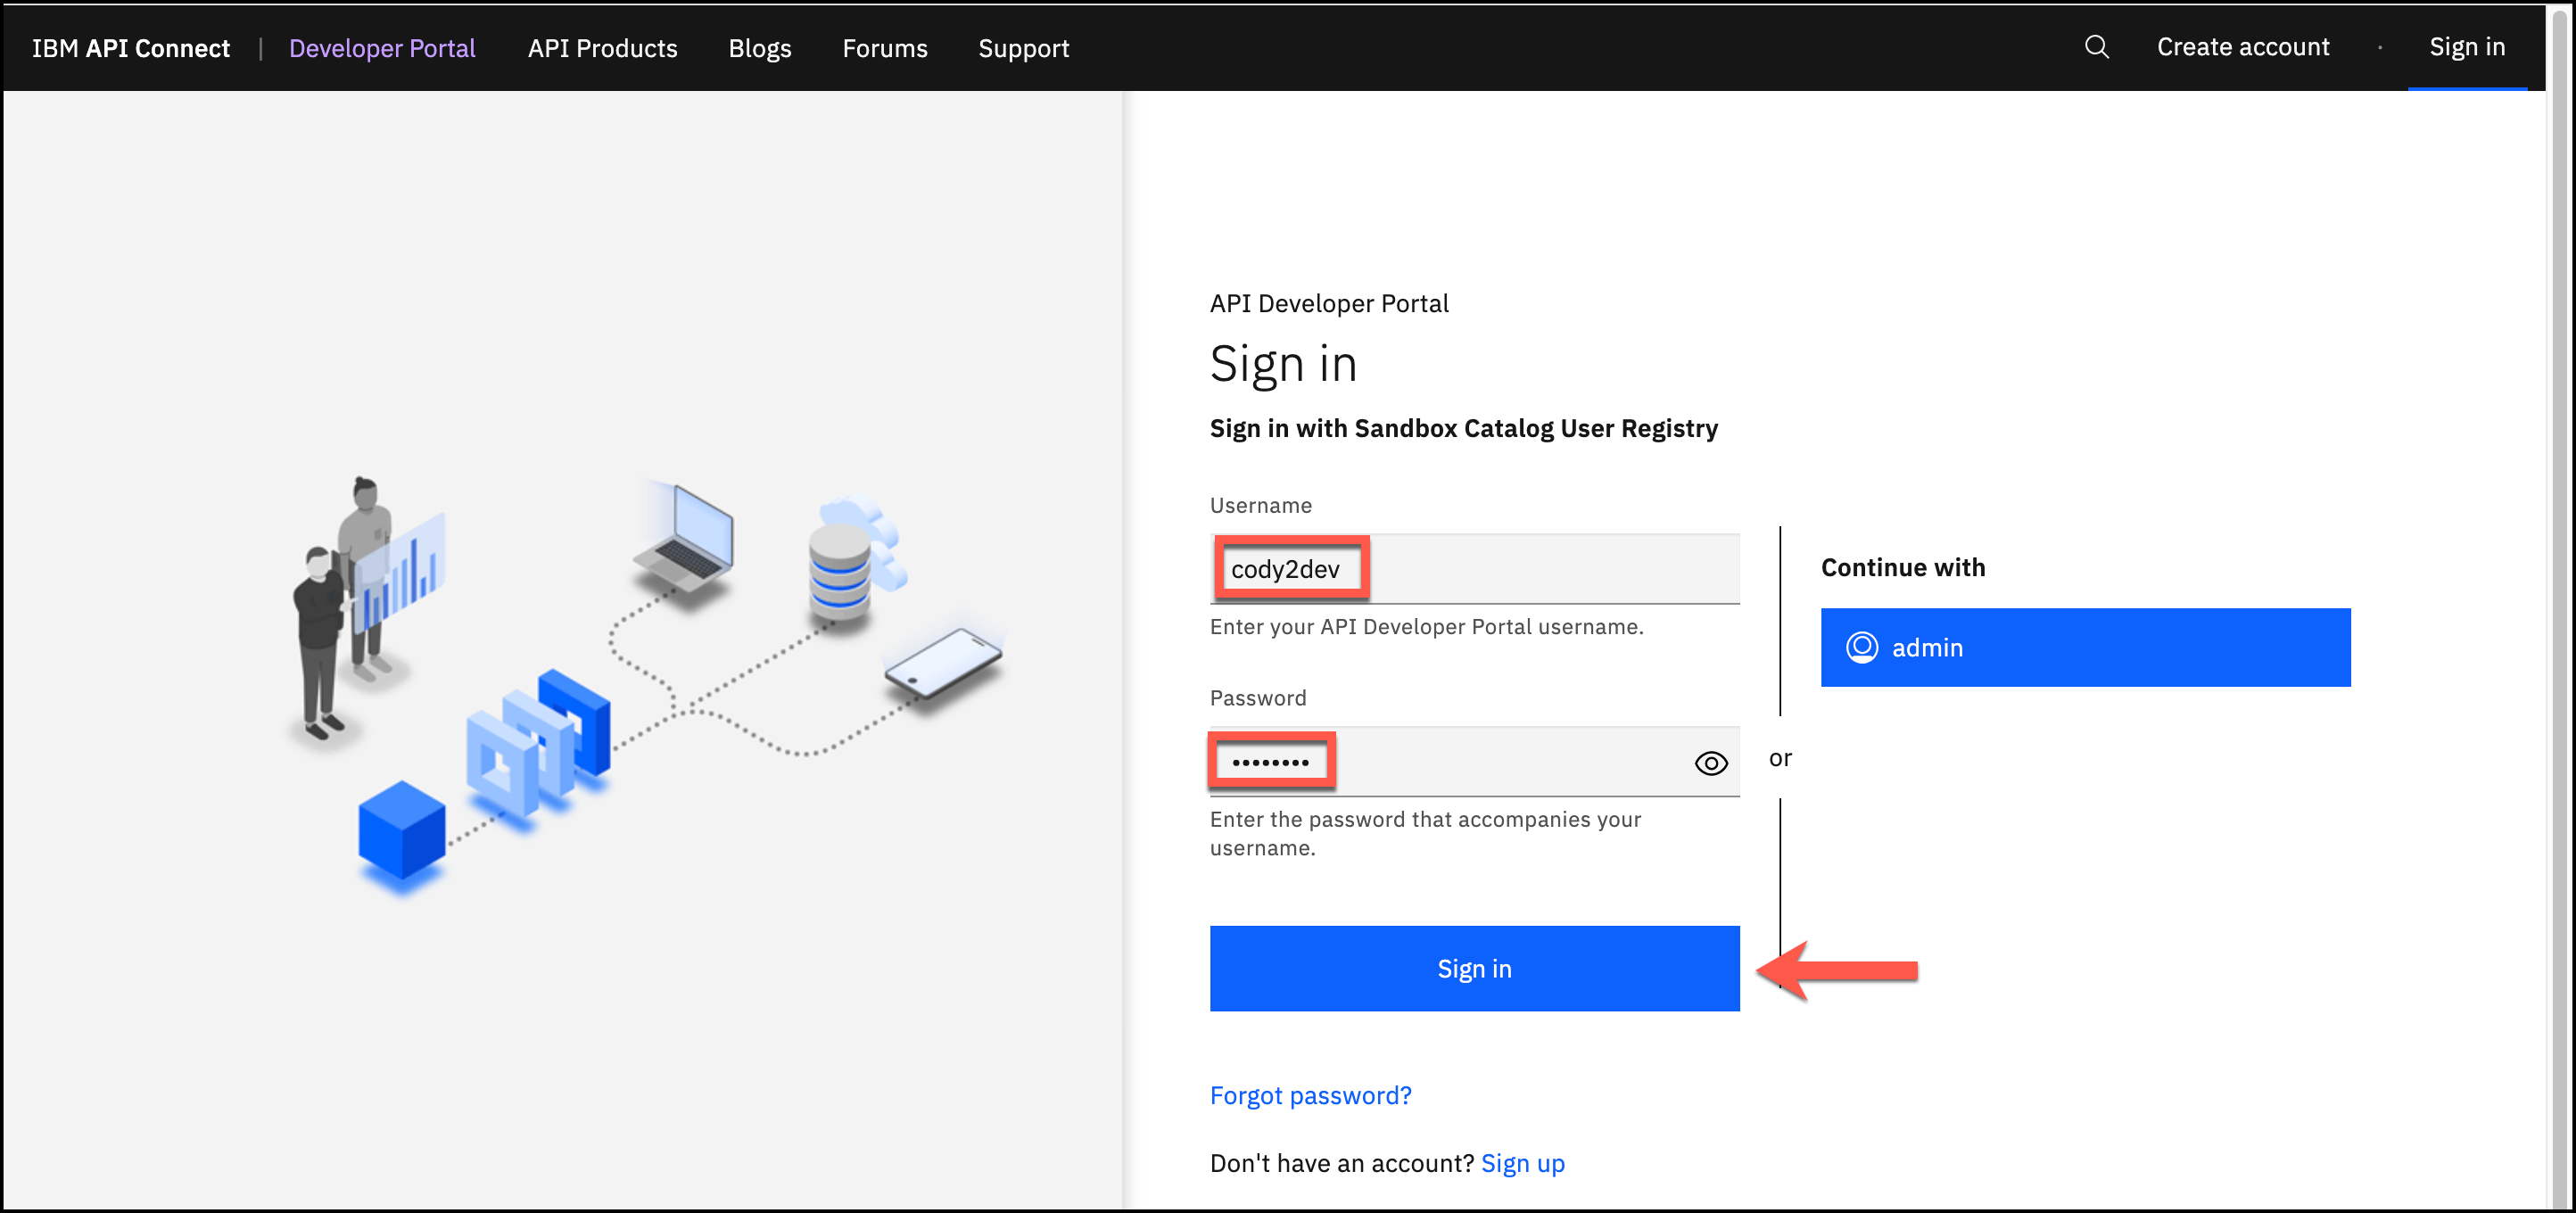 IBM API Connect | Developer Portal API Products Blogs Forums Support Create account · Sign in
API Developer Portal
Sign in
Sign in with Sandbox Catalog User Registry
Username
cody2dev
Enter your API Developer Portal username.
Password
••••••••
Enter the password that accompanies your
username.
Sign in
or
Continue with
admin
Forgot password?
Don't have an account? Sign up